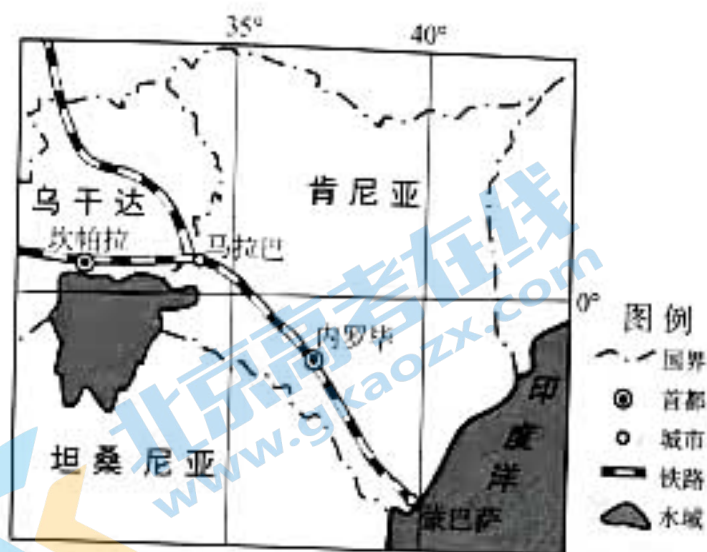 35°
40°
肯尼亚
乌干达
坎帕拉
马拉巴
0°
内罗毕
坦桑尼亚
蒙巴萨
印度洋
图例
国界
首都
城市
铁路
水域
北京高考在线
www.gkaozx.com